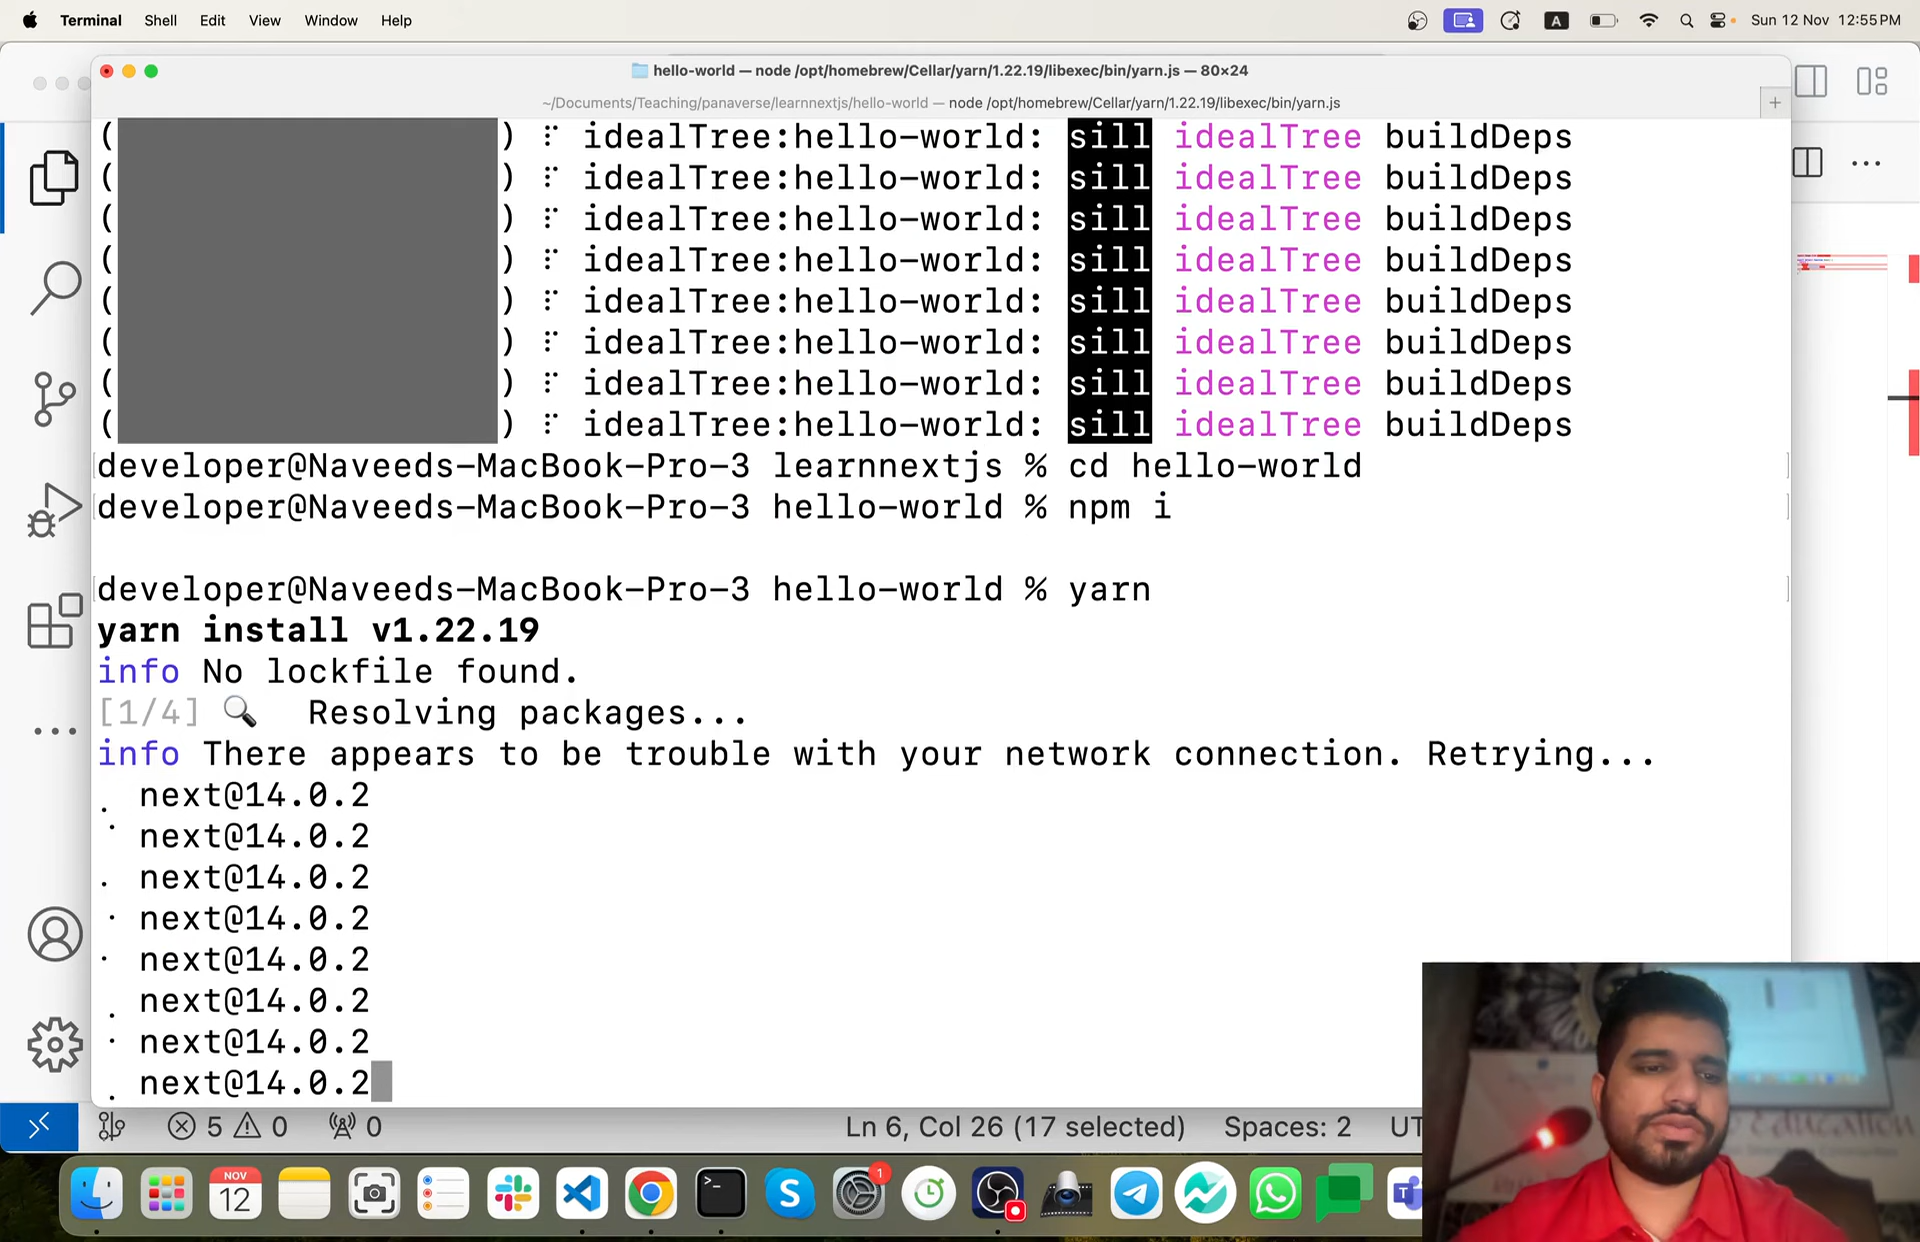 Terminal Shell Edit View Window Help
A
Sun 12 Nov 12:55 PM
hello-world — node /opt/homebrew/Cellar/yarn/1.22.19/libexec/bin/yarn.js — 80×24
~/Documents/Teaching/panaverse/learnnextjs/hello-world — node /opt/homebrew/Cellar/yarn/1.22.19/libexec/bin/yarn.js
+
( ) ⠏ idealTree:hello-world: sill idealTree buildDeps
( ) ⠏ idealTree:hello-world: sill idealTree buildDeps
( ) ⠏ idealTree:hello-world: sill idealTree buildDeps
( ) ⠏ idealTree:hello-world: sill idealTree buildDeps
( ) ⠏ idealTree:hello-world: sill idealTree buildDeps
( ) ⠏ idealTree:hello-world: sill idealTree buildDeps
( ) ⠏ idealTree:hello-world: sill idealTree buildDeps
( ) ⠏ idealTree:hello-world: sill idealTree buildDeps
developer@Naveeds-MacBook-Pro-3 learnnextjs % cd hello-world
developer@Naveeds-MacBook-Pro-3 hello-world % npm i
developer@Naveeds-MacBook-Pro-3 hello-world % yarn
yarn install v1.22.19
info No lockfile found.
[1/4] 🔍 Resolving packages...
info There appears to be trouble with your network connection. Retrying...
⡀ next@14.0.2
⠈ next@14.0.2
⠄ next@14.0.2
⠐ next@14.0.2
⠂ next@14.0.2
⢀ next@14.0.2
⠐ next@14.0.2
⢀ next@14.0.2
5 0 0
Ln 6, Col 26 (17 selected) Spaces: 2 UT
NOV
12
>_
S
1
T